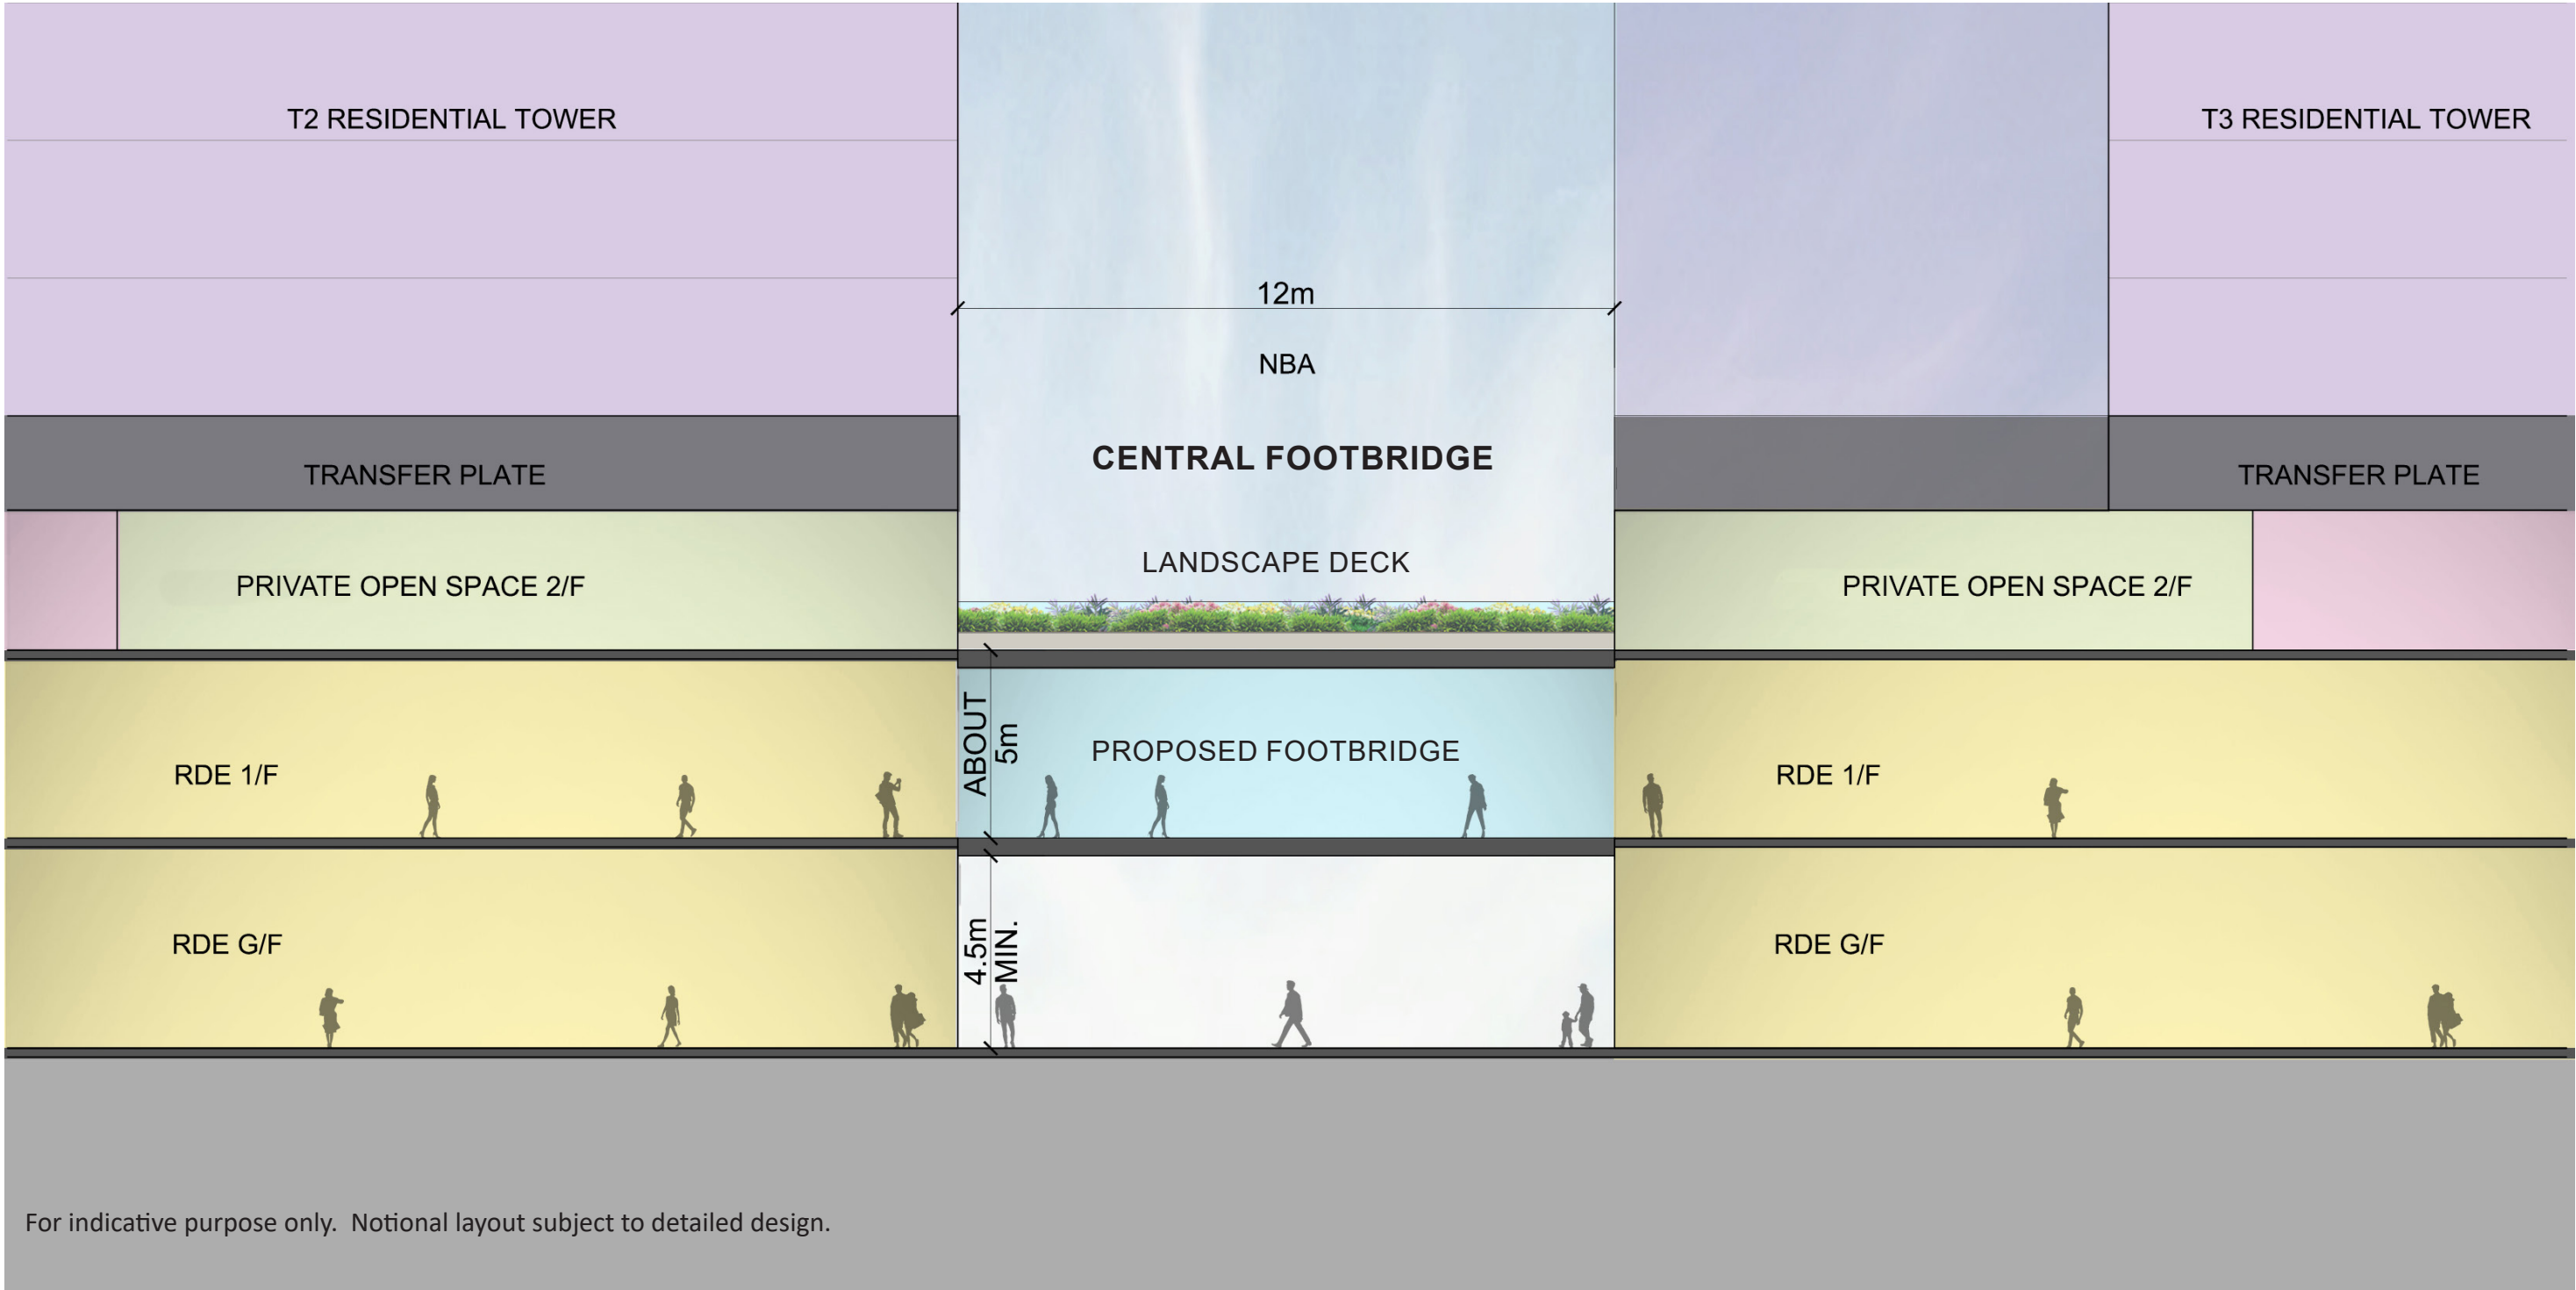 T2 RESIDENTIAL TOWER
T3 RESIDENTIAL TOWER
12m
NBA
CENTRAL FOOTBRIDGE
TRANSFER PLATE
TRANSFER PLATE
LANDSCAPE DECK
PRIVATE OPEN SPACE 2/F
PRIVATE OPEN SPACE 2/F
ABOUT
5m
PROPOSED FOOTBRIDGE
RDE 1/F
RDE 1/F
4.5m
MIN.
RDE G/F
RDE G/F
For indicative purpose only.  Notional layout subject to detailed design.